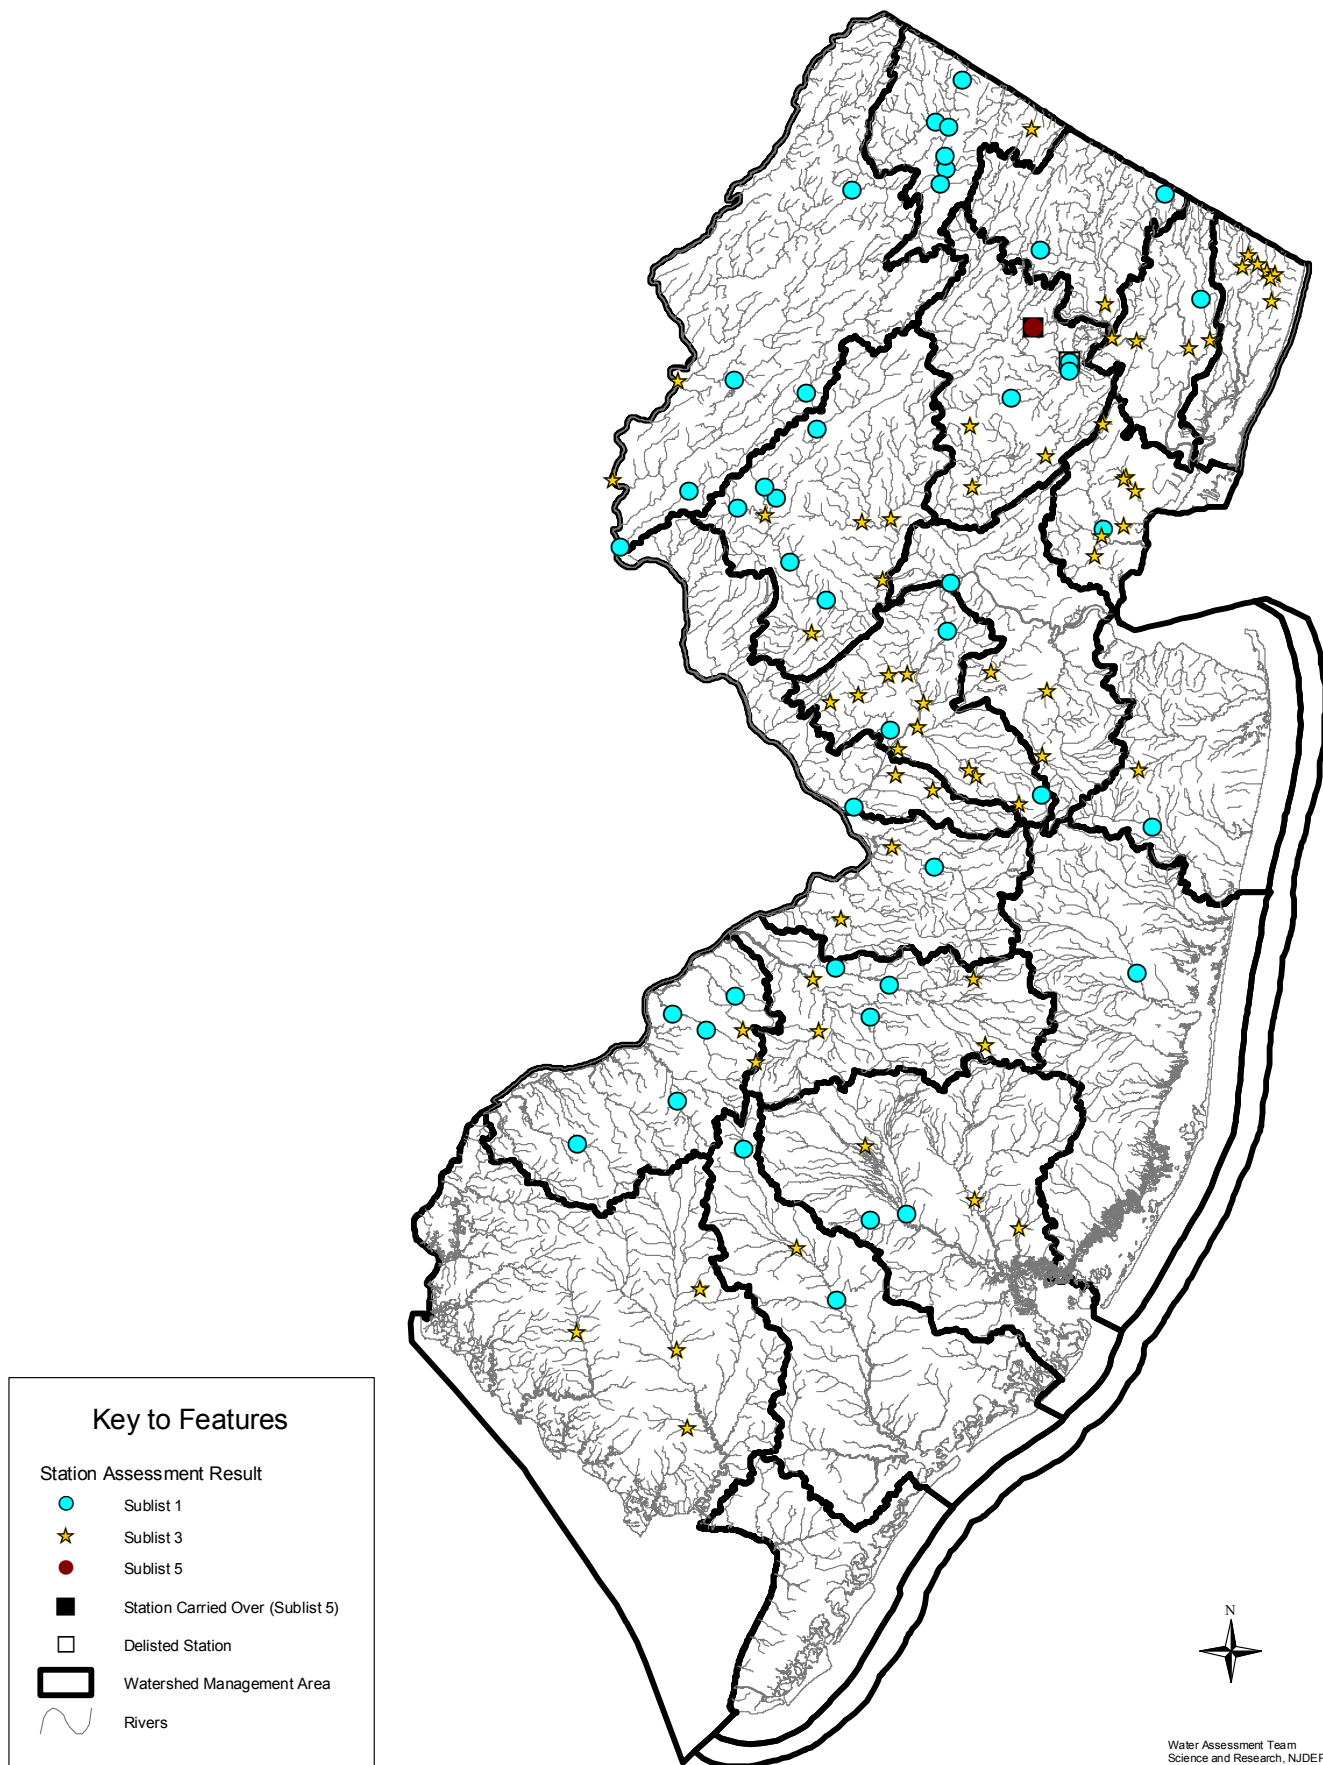 Key to Features
Station Assessment Result
Sublist 1
Sublist 3
Sublist 5
Station Carried Over (Sublist 5)
Delisted Station
Watershed Management Area
Rivers
N
Water Assessment Team
Science and Research, NJDEP